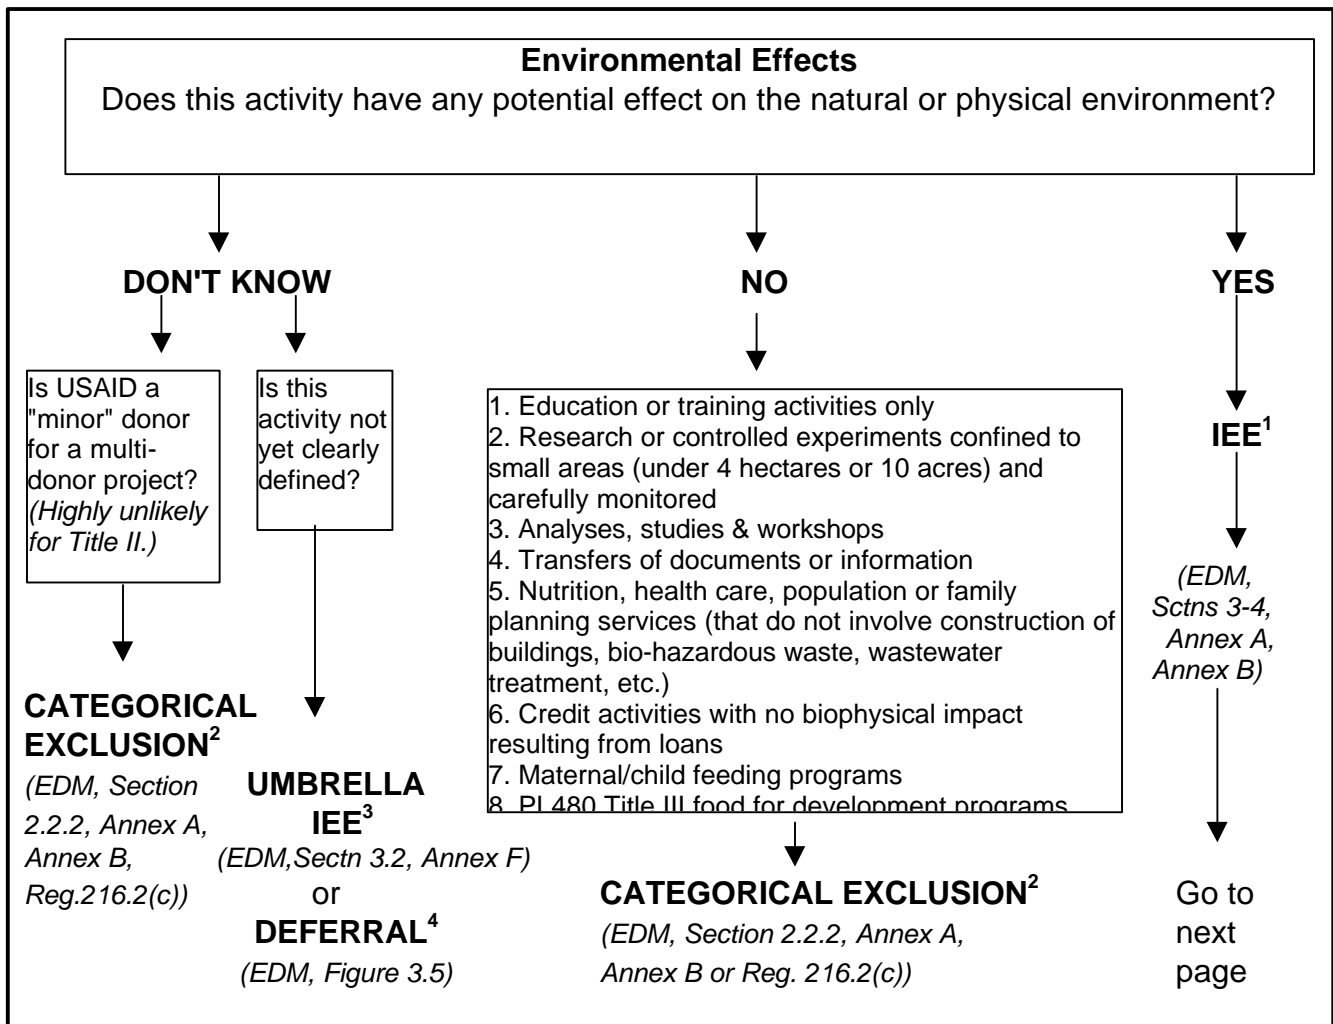 Environmental Effects
Does this activity have any potential effect on the natural or physical environment?
DON'T KNOW
NO
YES
Is USAID a
"minor" donor
for a multi-
donor project?
(Highly unlikely
for Title II.)
Is this
activity not
yet clearly
defined?
1. Education or training activities only
2. Research or controlled experiments confined to
small areas (under 4 hectares or 10 acres) and
carefully monitored
3. Analyses, studies & workshops
4. Transfers of documents or information
5. Nutrition, health care, population or family
planning services (that do not involve construction of
buildings, bio-hazardous waste, wastewater
treatment, etc.)
6. Credit activities with no biophysical impact
resulting from loans
7. Maternal/child feeding programs
8. PL480 Title III food for development programs
IEE1
(EDM,
Sctns 3-4,
Annex A,
Annex B)
CATEGORICAL
EXCLUSION2
(EDM, Section
2.2.2, Annex A,
Annex B,
Reg.216.2(c))
UMBRELLA
IEE3
(EDM,Sectn 3.2, Annex F)
or
DEFERRAL4
(EDM, Figure 3.5)
CATEGORICAL EXCLUSION2
(EDM, Section 2.2.2, Annex A,
Annex B or Reg. 216.2(c))
Go to
next
page